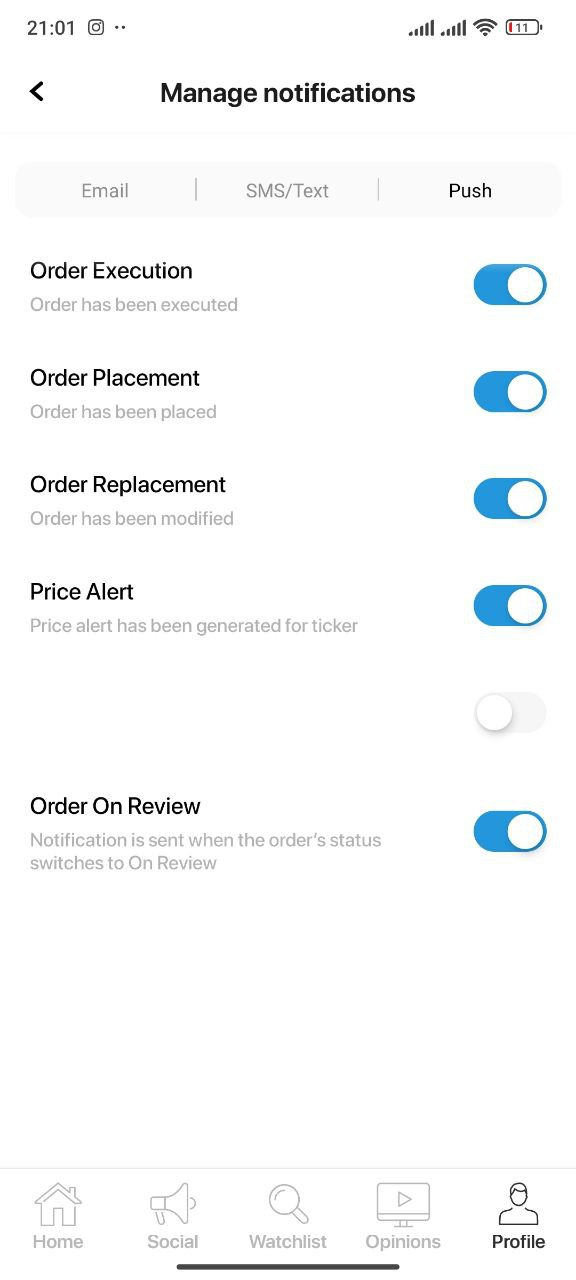 21:01
11
Manage notifications
Email SMS/Text Push
Order Execution
Order has been executed
Order Placement
Order has been placed
Order Replacement
Order has been modified
Price Alert
Price alert has been generated for ticker
Order On Review
Notification is sent when the order's status
switches to On Review
Home Social Watchlist Opinions Profile